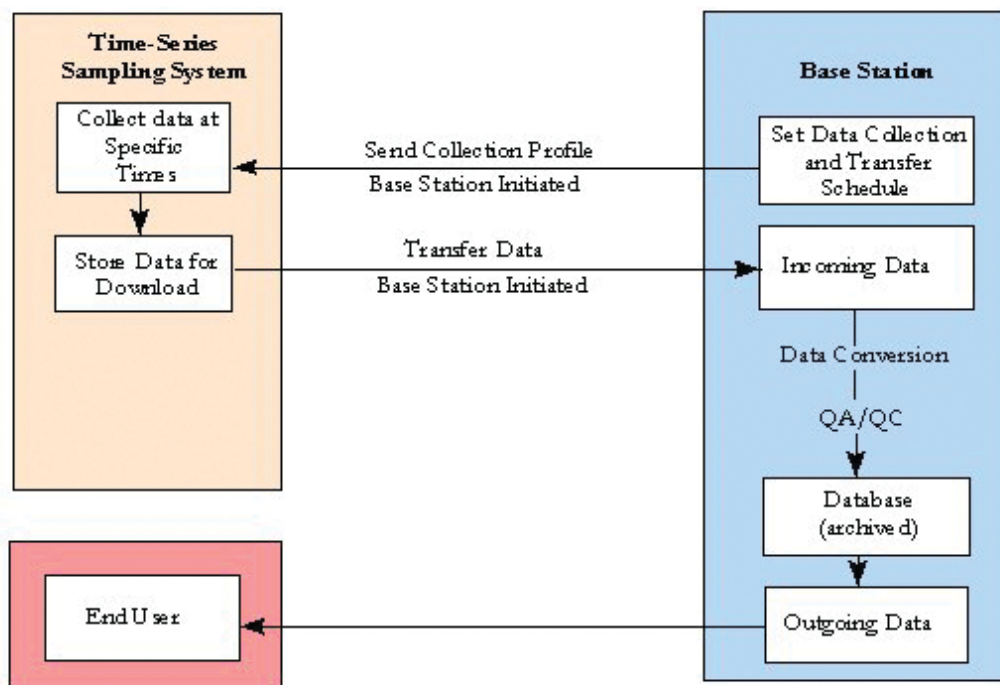 Time-Series
Sampling System
Collect data at
Specific
Times
Store Data for
Download
Send Collection Profile
Base Station Initiated
Transfer Data
Base Station Initiated
Base Station
Set Data Collection
and Transfer
Schedule
Incoming Data
Data Conversion
QA/QC
Database
(archived)
Outgoing Data
End User